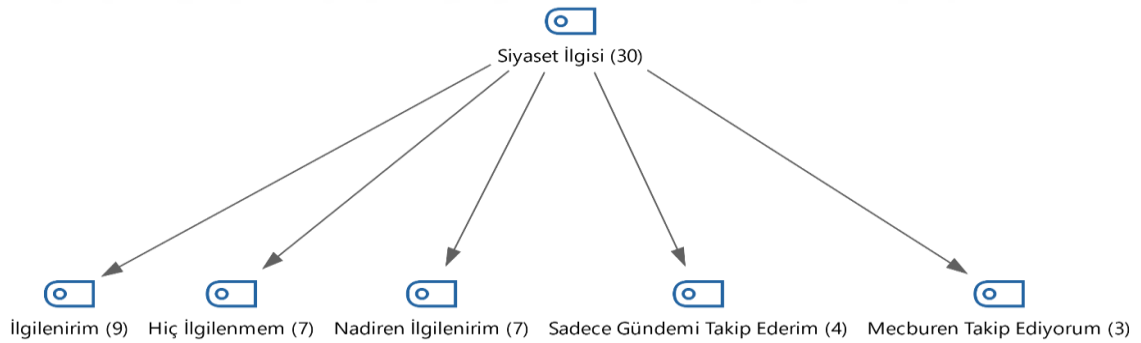 Siyaset İlgisi (30)
İlgilenirim (9) Hiç İlgilenmem (7) Nadiren İlgilenirim (7) Sadece Gündemi Takip Ederim (4) Mecburen Takip Ediyorum (3)